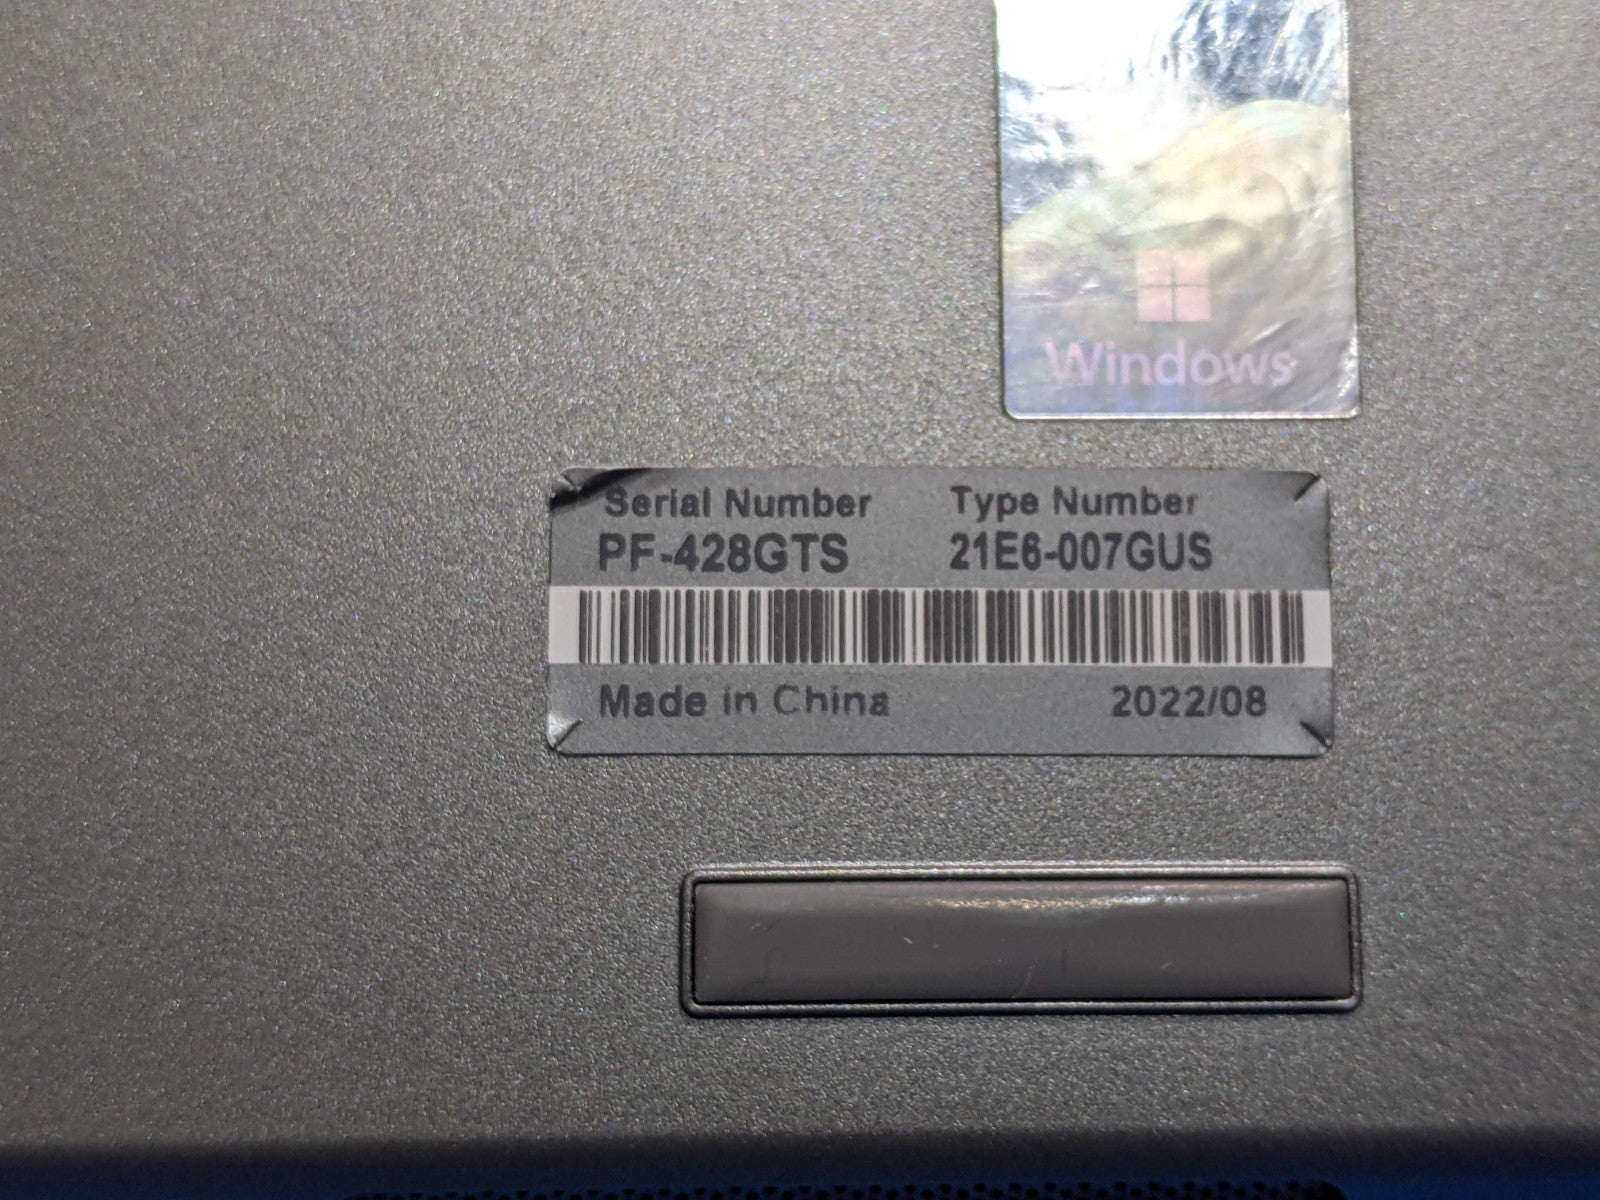 Windows
Serial Number Type Number
PF-428GTS 21E6-007GUS
Made in China 2022/08